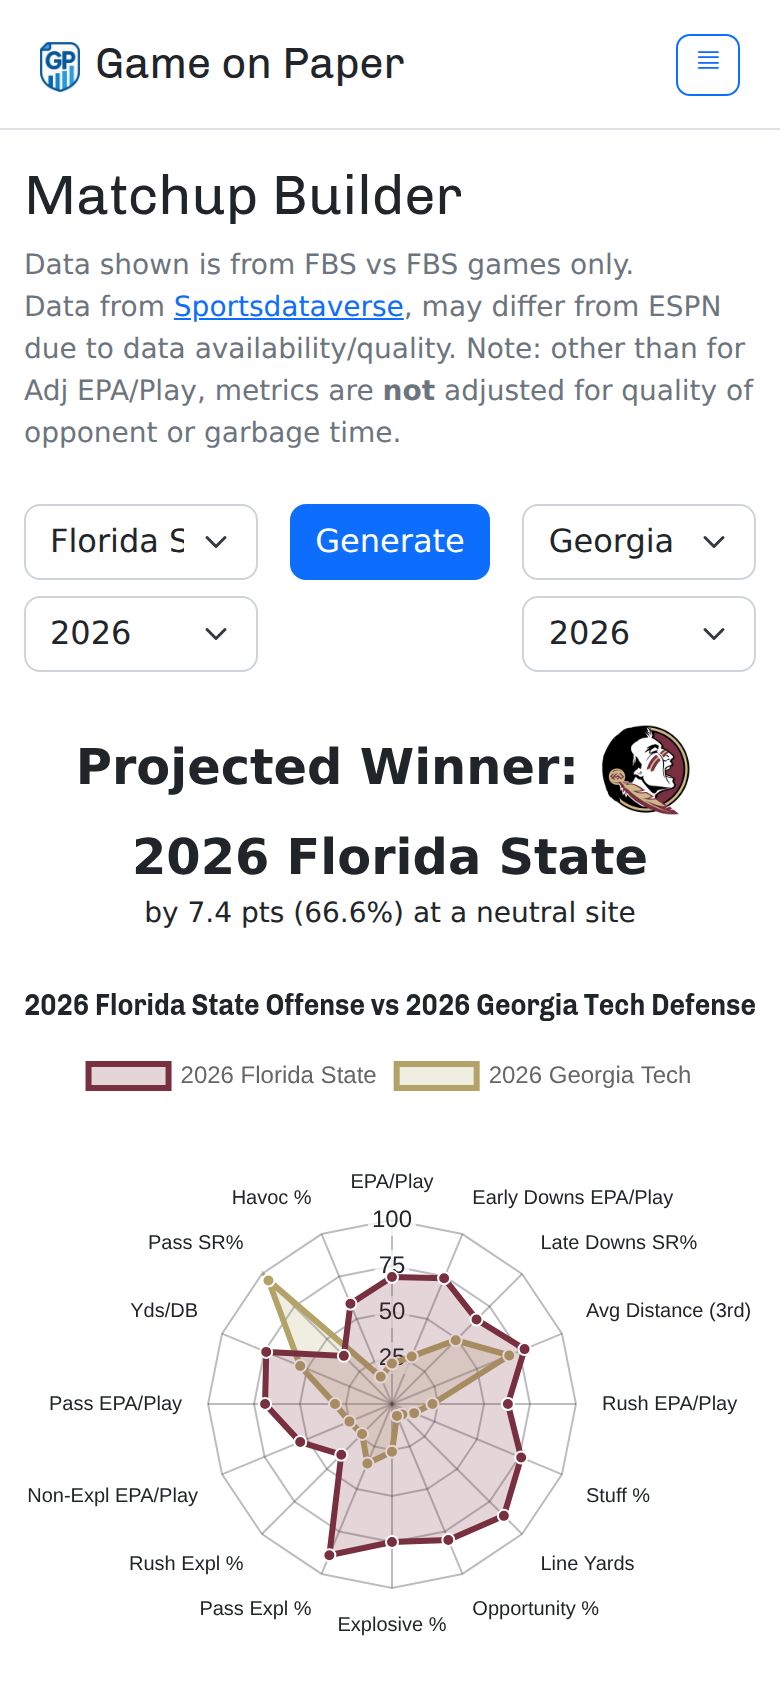 GP Game on Paper
Matchup Builder
Data shown is from FBS vs FBS games only.
Data from Sportsdataverse, may differ from ESPN
due to data availability/quality. Note: other than for
Adj EPA/Play, metrics are not adjusted for quality of
opponent or garbage time.
Florida S
Generate
Georgia
2026
2026
Projected Winner:
2026 Florida State
by 7.4 pts (66.6%) at a neutral site
2026 Florida State Offense vs 2026 Georgia Tech Defense
2026 Florida State
2026 Georgia Tech
EPA/Play
Havoc %
Early Downs EPA/Play
100
Pass SR%
Late Downs SR%
75
Yds/DB
50
Avg Distance (3rd)
25
Pass EPA/Play
Rush EPA/Play
Non-Expl EPA/Play
Stuff %
Rush Expl %
Line Yards
Pass Expl %
Explosive %
Opportunity %